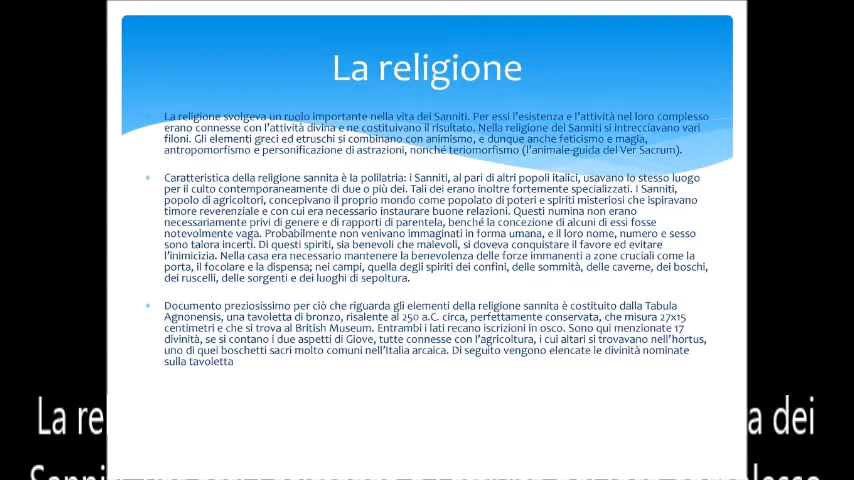 La religione
La religione svolgeva un ruolo importante nella vita dei Sanniti. Per essi l'esistenza e l'attività nel loro complesso
erano connesse con l'attività divina e ne costituivano il risultato. Nella religione dei Sanniti si intrecciavano vari
filoni. Gli elementi greci ed etruschi si combinano con animismo, e dunque anche feticismo e magia,
antropomorfismo e personificazione di astrazioni, nonché teriomorfismo (l'animale-guida del Ver Sacrum).
Caratteristica della religione sannita è la polilatria: i Sanniti, al pari di altri popoli italici, usavano lo stesso luogo
per il culto contemporaneamente di due o più dei. Tali dei erano inoltre fortemente specializzati. I Sanniti,
popolo di agricoltori, concepivano il proprio mondo come popolato di poteri e spiriti misteriosi che ispiravano
timore reverenziale e con cui era necessario instaurare buone relazioni. Questi numina non erano
necessariamente privi di genere e di rapporti di parentela, benché la concezione di alcuni di essi fosse
notevolmente vaga. Probabilmente non venivano immaginati in forma umana, e il loro nome, numero e sesso
sono talora incerti. Di questi spiriti, sia benevoli che malevoli, si doveva conquistare il favore ed evitare
l'inimicizia. Nella casa era necessario mantenere la benevolenza delle forze immanenti a zone cruciali come la
porta, il focolare e la dispensa; nei campi, quella degli spiriti dei confini, delle sommità, delle caverne, dei boschi,
dei ruscelli, delle sorgenti e dei luoghi di sepoltura.
Documento preziosissimo per ciò che riguarda gli elementi della religione sannita è costituito dalla Tabula
Agnonensis, una tavoletta di bronzo, risalente al 250 a.C. circa, perfettamente conservata, che misura 27x15
centimetri e che si trova al British Museum. Entrambi i lati recano iscrizioni in osco. Sono qui menzionate 17
divinità, se si contano i due aspetti di Giove, tutte connesse con l'agricoltura, i cui altari si trovavano nell'hortus,
uno di quei boschetti sacri molto comuni nell'Italia arcaica. Di seguito vengono elencate le divinità nominate
sulla tavoletta
La re a dei